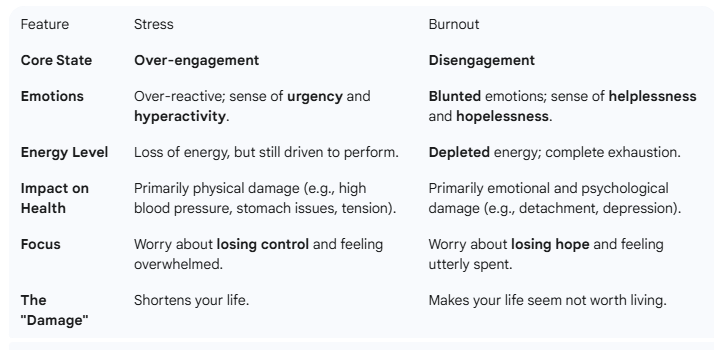 Feature Stress Burnout
Core State Over-engagement Disengagement
Emotions Over-reactive; sense of urgency and hyperactivity. Blunted emotions; sense of helplessness and hopelessness.
Energy Level Loss of energy, but still driven to perform. Depleted energy; complete exhaustion.
Impact on Health Primarily physical damage (e.g., high blood pressure, stomach issues, tension). Primarily emotional and psychological damage (e.g., detachment, depression).
Focus Worry about losing control and feeling overwhelmed. Worry about losing hope and feeling utterly spent.
The "Damage" Shortens your life. Makes your life seem not worth living.